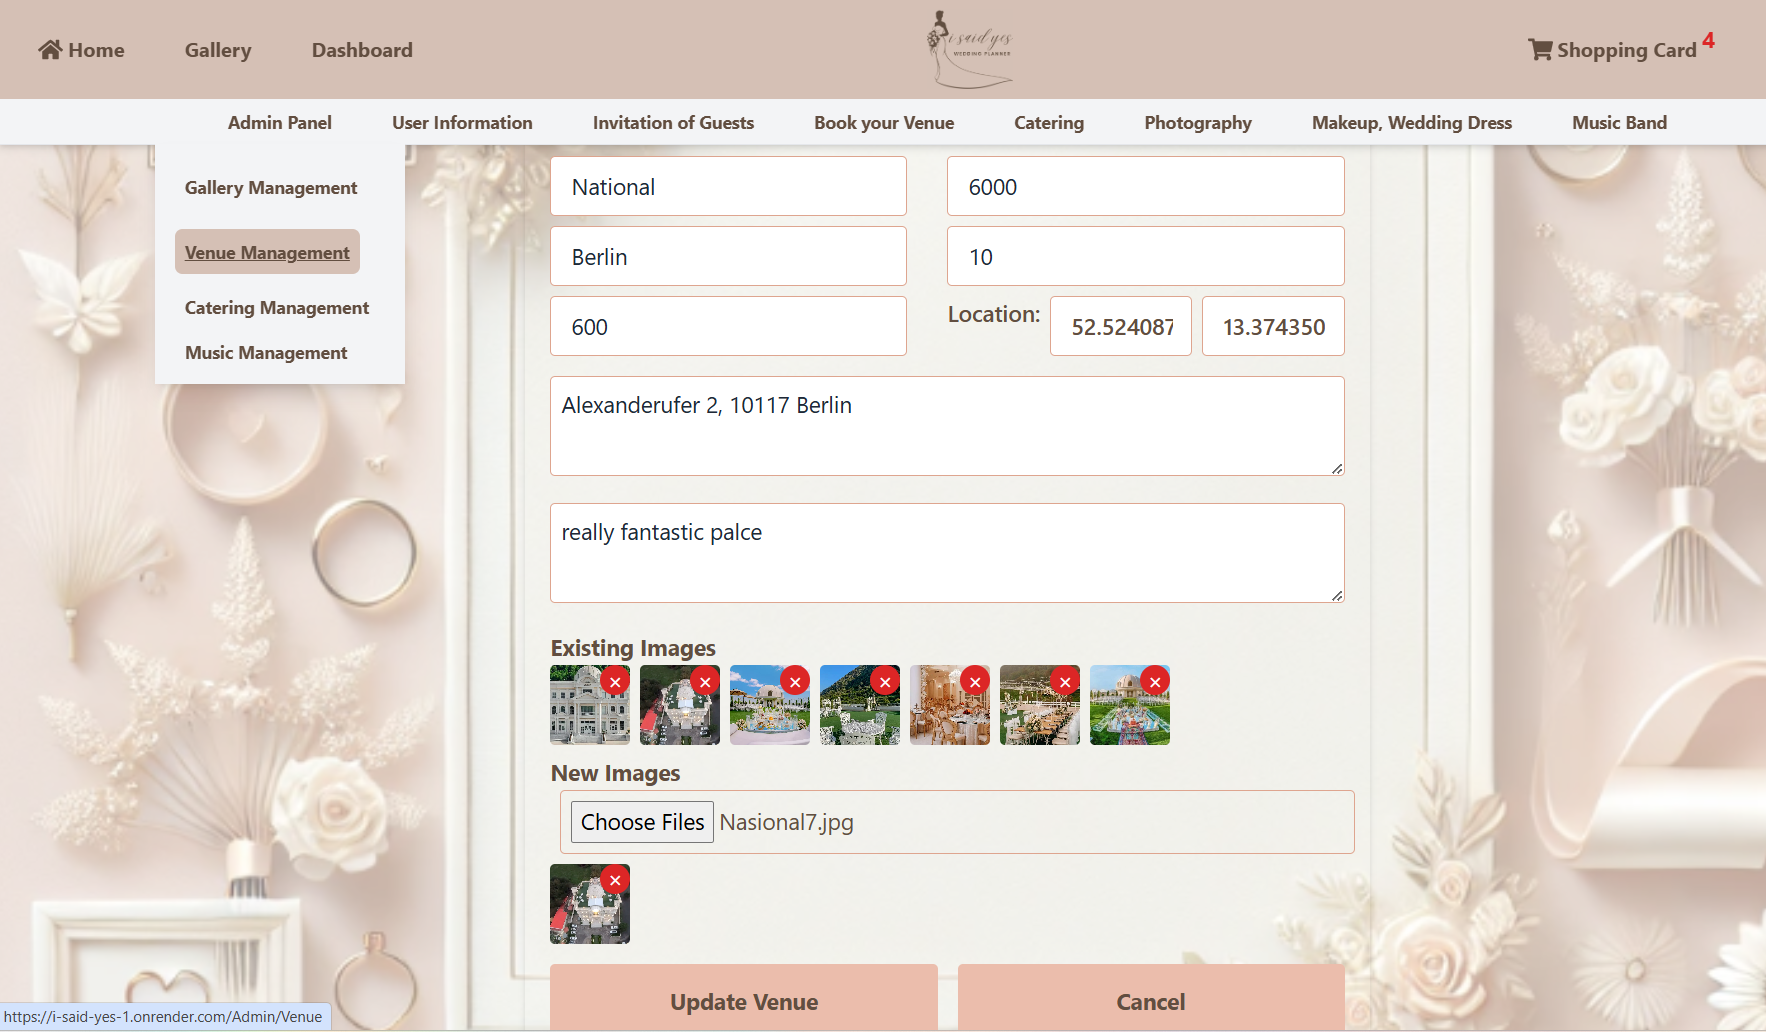 Home
Gallery
Dashboard
i said yes
WEDDING PLANNER
Shopping Card 4
Admin Panel
User Information
Invitation of Guests
Book your Venue
Catering
Photography
Makeup, Wedding Dress
Music Band
Gallery Management
Venue Management
Catering Management
Music Management
National
6000
Berlin
10
600
Location:
52.524087
13.374350
Alexanderufer 2, 10117 Berlin
really fantastic palce
Existing Images
New Images
Choose Files Nasional7.jpg
Update Venue
Cancel
https://i-said-yes-1.onrender.com/Admin/Venue